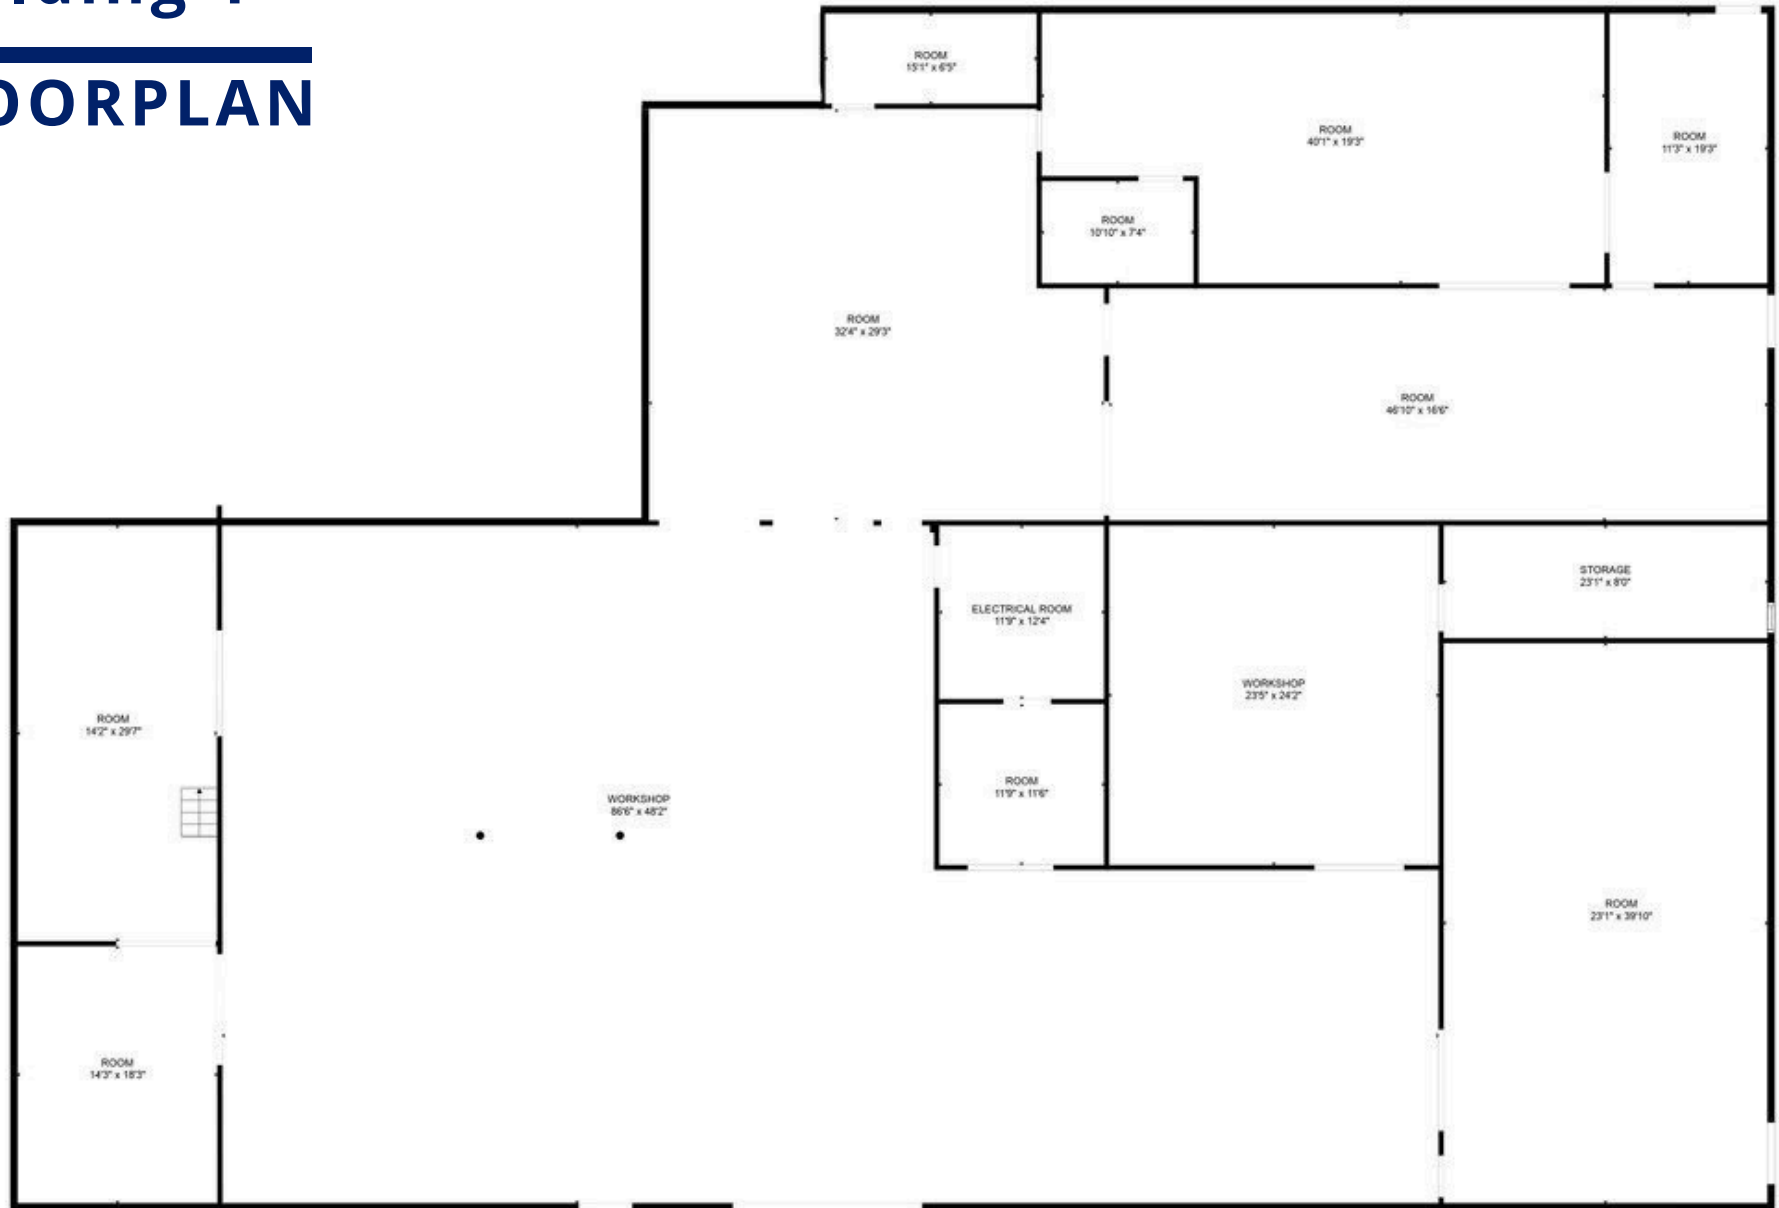 OORPLAN
ROOM
15'1" x 6'5"
ROOM
40'1" x 19'3"
ROOM
11'3" x 19'3"
ROOM
10'10" x 7'4"
ROOM
32'4" x 29'3"
ROOM
46'10" x 16'6"
STORAGE
23'1" x 8'0"
ELECTRICAL ROOM
11'9" x 12'4"
WORKSHOP
23'5" x 24'2"
ROOM
14'2" x 29'7"
ROOM
11'9" x 11'6"
WORKSHOP
86'6" x 48'2"
ROOM
23'1" x 39'10"
ROOM
14'3" x 18'3"